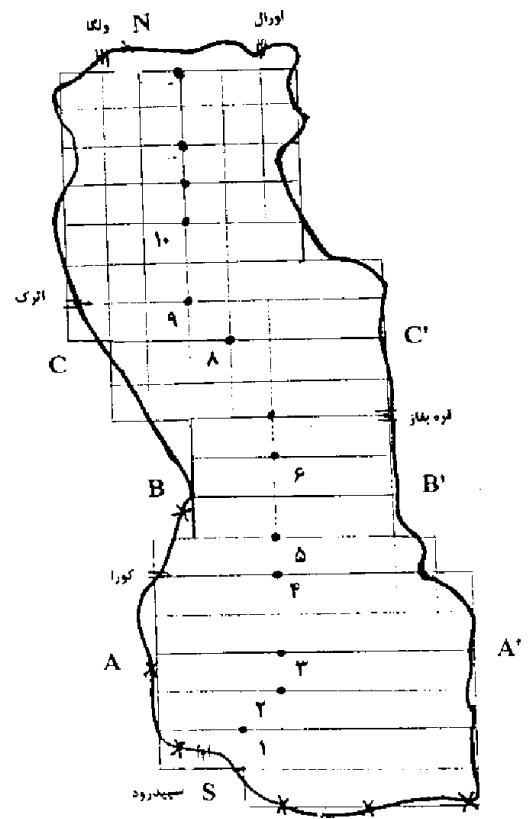 ولگا
N
اورال
۱۰
اترک
۹
۸
C
C'
قره بغاز
۶
B
B'
۵
کورا
۴
A
۳
A'
۲
۱
سپیدرود
S